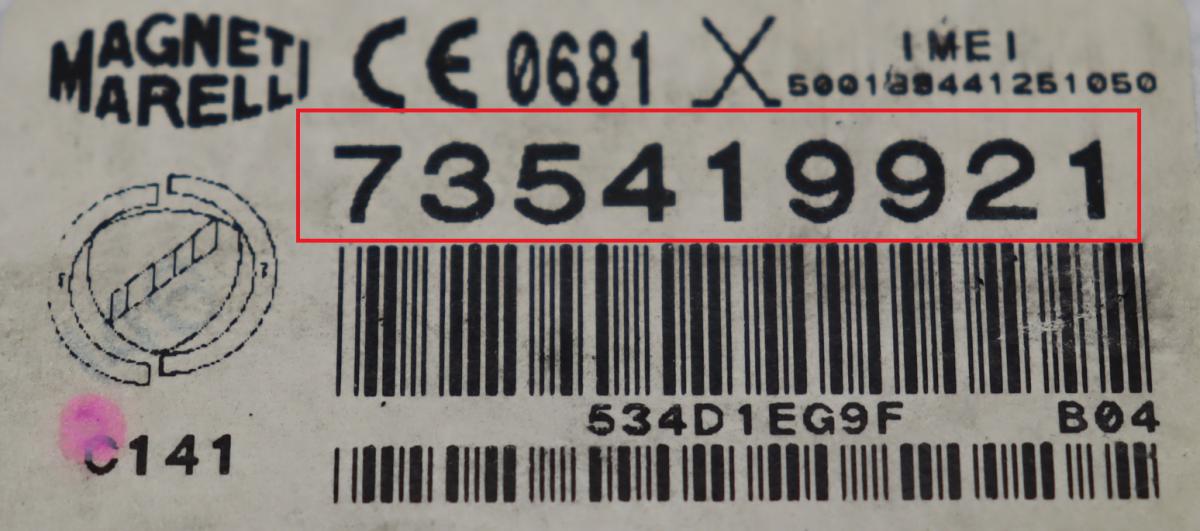 MAGNETI
MARELLI
CE 0681 X
IMEI
735419921
534D1EG9F B04
C141